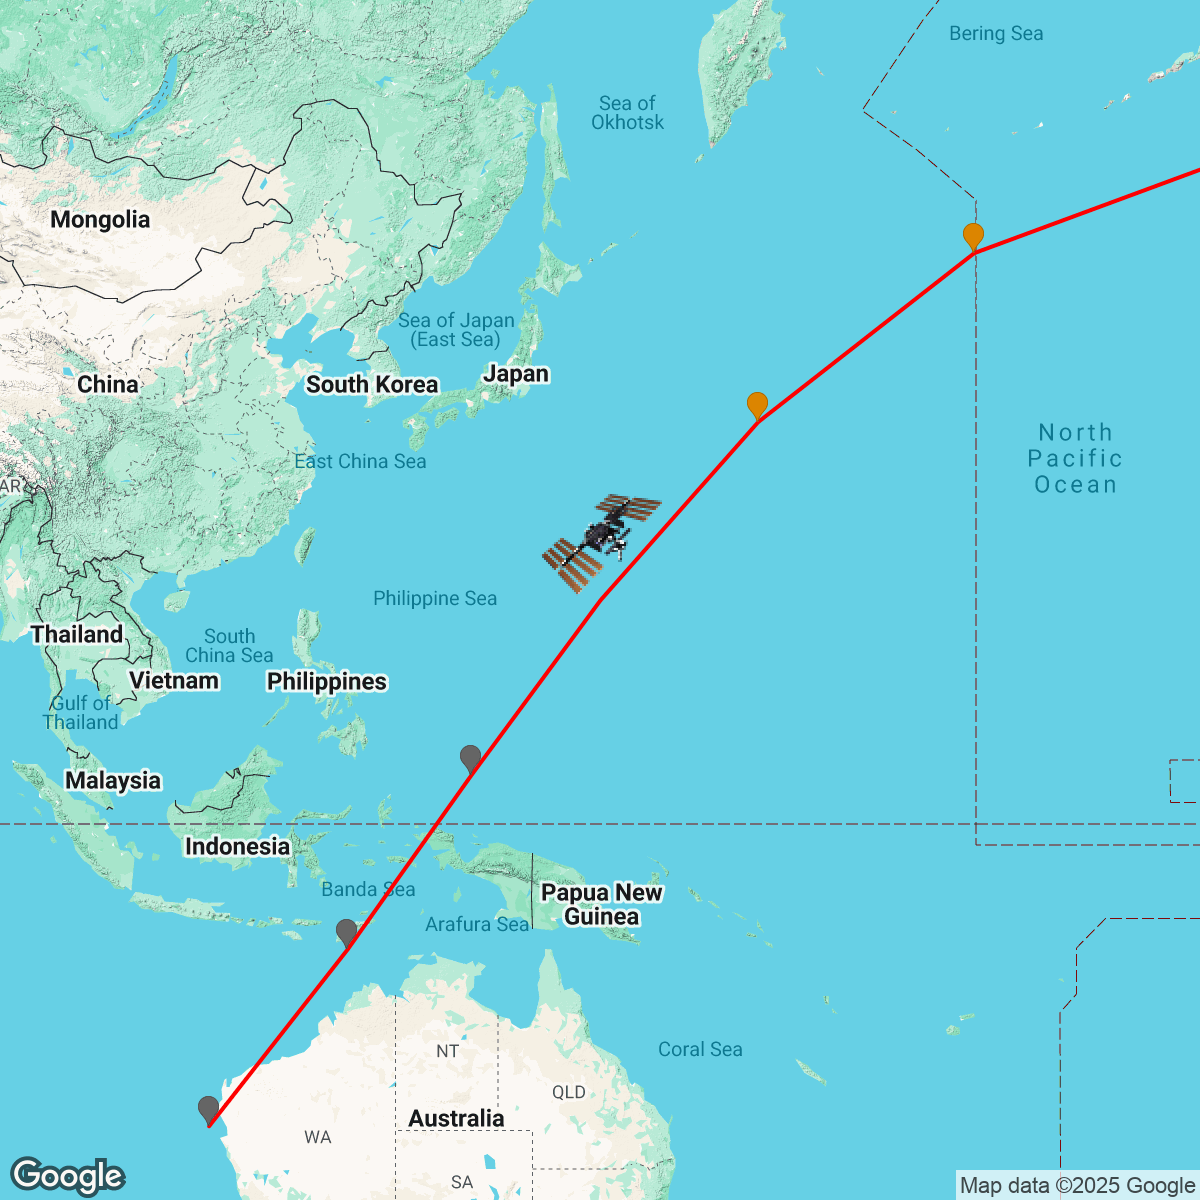 Bering Sea
Sea of
Okhotsk
Mongolia
Sea of Japan
(East Sea)
Japan
South Korea
China
North
Pacific
Ocean
East China Sea
AR
Philippine Sea
Thailand
South
China Sea
Vietnam
Philippines
Gulf of
Thailand
Malaysia
Indonesia
Banda Sea
Papua New
Guinea
Arafura Sea
Coral Sea
NT
QLD
Australia
WA
SA
Google
Map data ©2025 Google